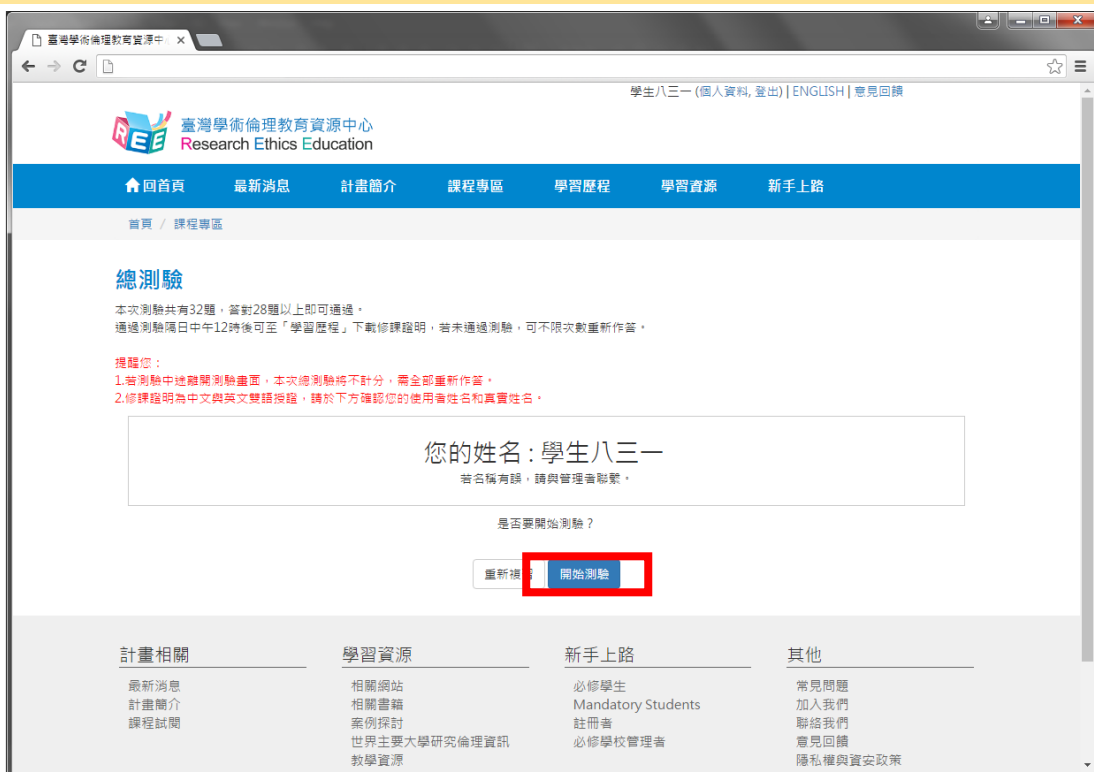 臺灣學術倫理教育資源中
學生八三一 (個人資料, 登出) | ENGLISH | 意見回饋
REE
臺灣學術倫理教育資源中心
Research Ethics Education
回首頁 最新消息 計畫簡介 課程專區 學習歷程 學習資源 新手上路
首頁 / 課程專區
總測驗
本次測驗共有32題，答對28題以上即可通過。
通過測驗隔日中午12時後可至「學習歷程」下載修課證明，若未通過測驗，可不限次數重新作答。
提醒您：
1.若測驗中途離開測驗畫面，本次總測驗將不計分，需全部重新作答。
2.修課證明為中文與英文雙語授證，請於下方確認您的使用者姓名和真實姓名。
您的姓名 : 學生八三一
若名稱有誤，請與管理者聯繫。
是否要開始測驗？
重新複習 開始測驗
計畫相關 學習資源 新手上路 其他
最新消息 相關網站 必修學生 常見問題
計畫簡介 相關書籍 Mandatory Students 加入我們
課程試閱 案例探討 註冊者 聯絡我們
世界主要大學研究倫理資訊 必修學校管理者 意見回饋
教學資源 隱私權與資安政策